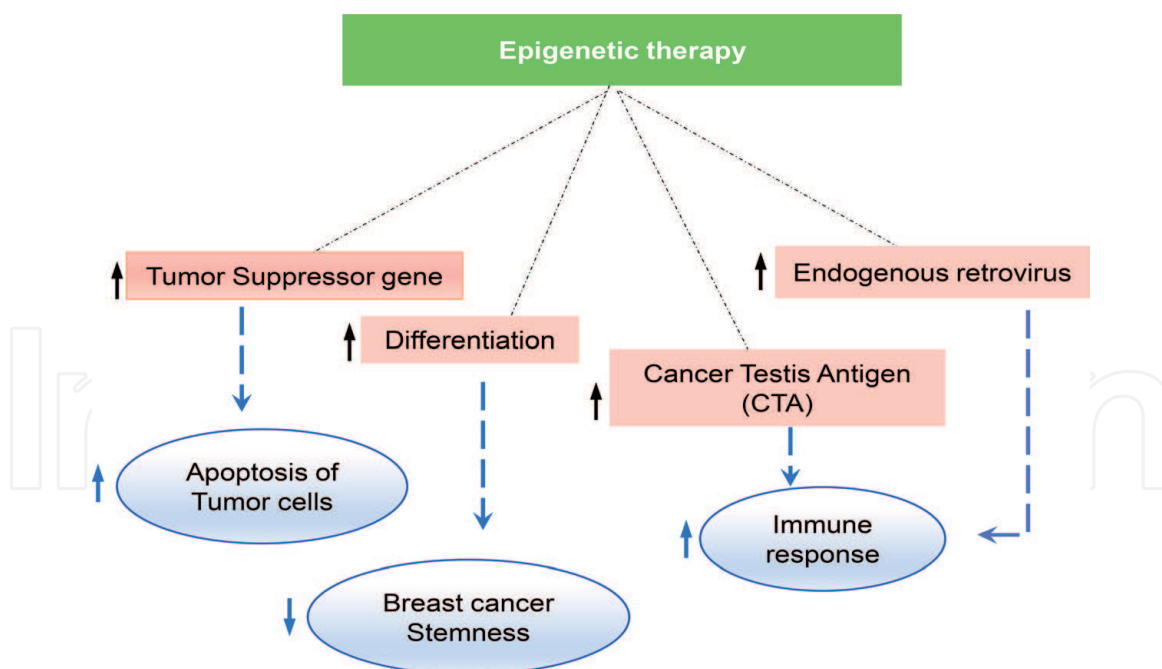 Epigenetic therapy
Tumor Suppressor gene
Endogenous retrovirus
Differentiation
Cancer Testis Antigen
(CTA)
Apoptosis of
Tumor cells
Immune
response
Breast cancer
Stemness